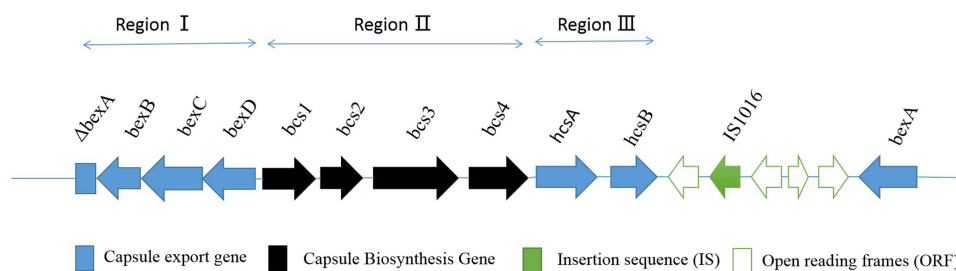 Region Ⅰ Region Ⅱ Region Ⅲ
ΔbexA bexB bexC bexD bcs1 bcs2 bcs3 bcs4 hcsA hcsB IS1016 bexA
Capsule export gene Capsule Biosynthesis Gene Insertion sequence (IS) Open reading frames (ORF)